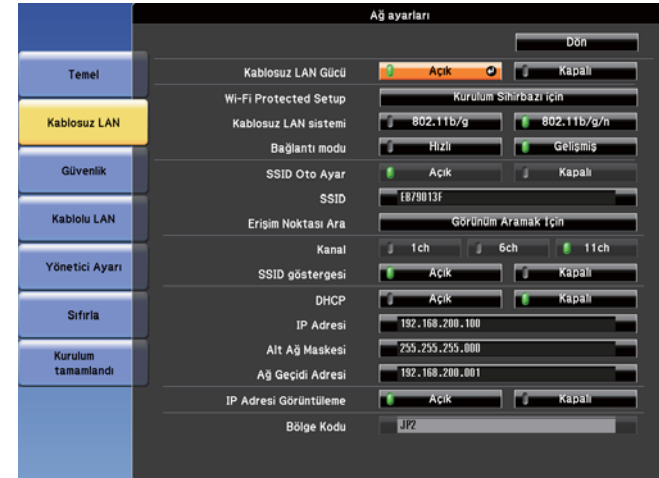 Ağ ayarları
Dön
Temel
Kablosuz LAN
Güvenlik
Kablolu LAN
Yönetici Ayarı
Sıfırla
Kurulum
tamamlandı
Kablosuz LAN Gücü Açık Kapalı
Wi-Fi Protected Setup Kurulum Sihirbazı için
Kablosuz LAN sistemi 802.11b/g 802.11b/g/n
Bağlantı modu Hızlı Gelişmiş
SSID Oto Ayar Açık Kapalı
SSID EB79013F
Erişim Noktası Ara Görünüm Aramak İçin
Kanal 1ch 6ch 11ch
SSID göstergesi Açık Kapalı
DHCP Açık Kapalı
IP Adresi 192.168.200.100
Alt Ağ Maskesi 255.255.255.000
Ağ Geçidi Adresi 192.168.200.001
IP Adresi Görüntüleme Açık Kapalı
Bölge Kodu JP2